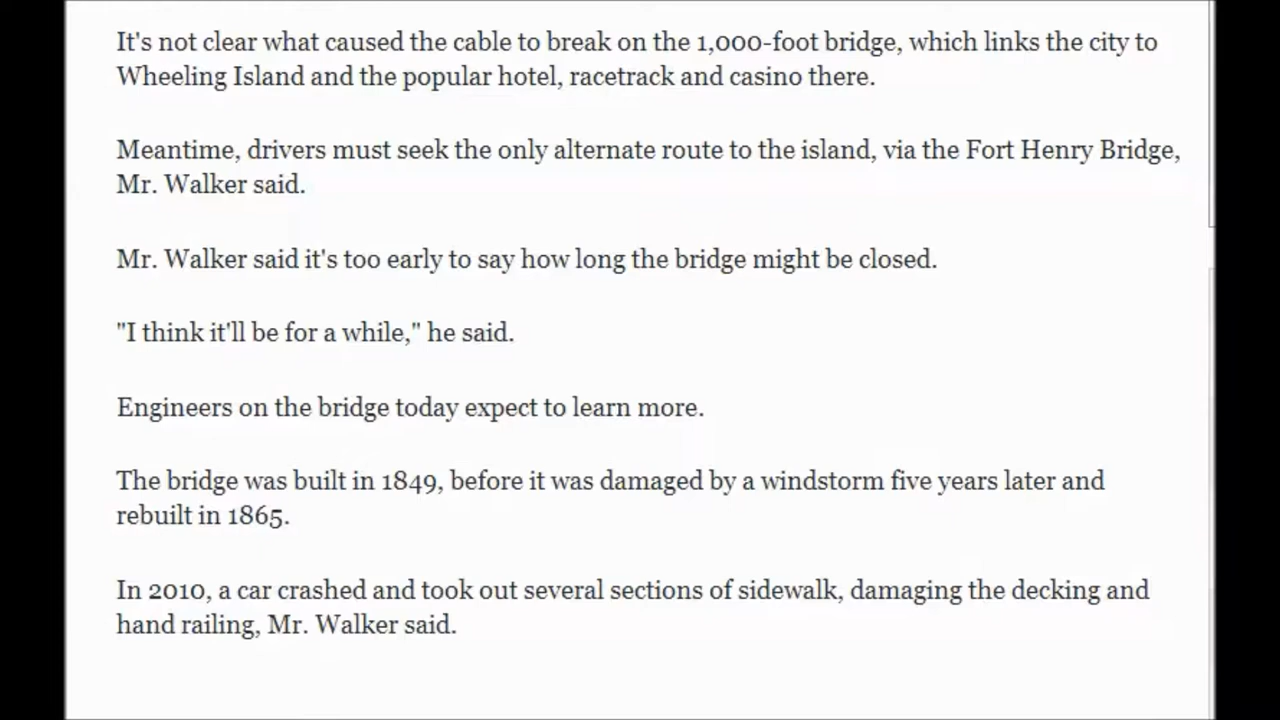 It's not clear what caused the cable to break on the 1,000-foot bridge, which links the city to
Wheeling Island and the popular hotel, racetrack and casino there.
Meantime, drivers must seek the only alternate route to the island, via the Fort Henry Bridge,
Mr. Walker said.
Mr. Walker said it's too early to say how long the bridge might be closed.
"I think it'll be for a while," he said.
Engineers on the bridge today expect to learn more.
The bridge was built in 1849, before it was damaged by a windstorm five years later and
rebuilt in 1865.
In 2010, a car crashed and took out several sections of sidewalk, damaging the decking and
hand railing, Mr. Walker said.